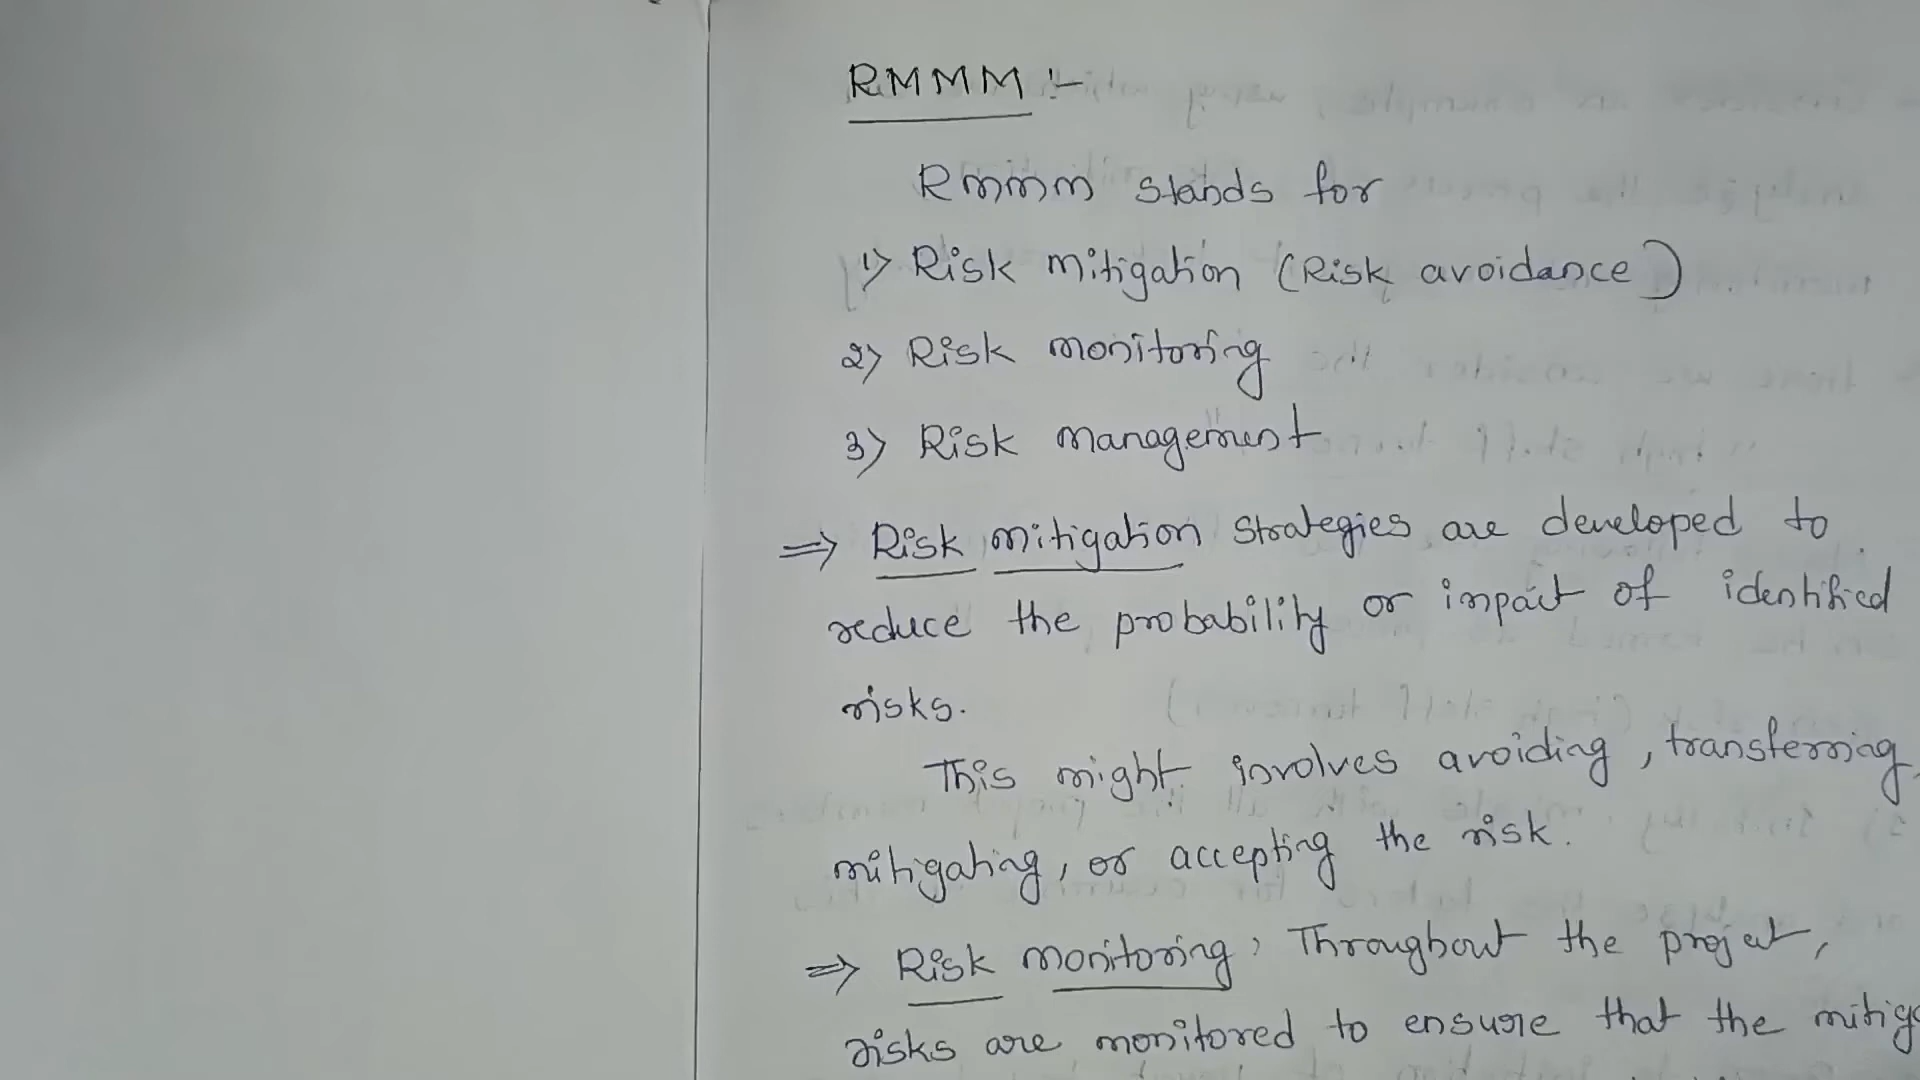 RMMM :-
Rmmm stands for
1) Risk mitigation (Risk avoidance)
2) Risk monitoring
3) Risk management
⇒ Risk mitigation strategies are developed to
reduce the probability or impact of identified
risks.
This might involves avoiding, transferring,
mitigating, or accepting the risk.
⇒ Risk monitoring: Throughout the project,
risks are monitored to ensure that the mitiga